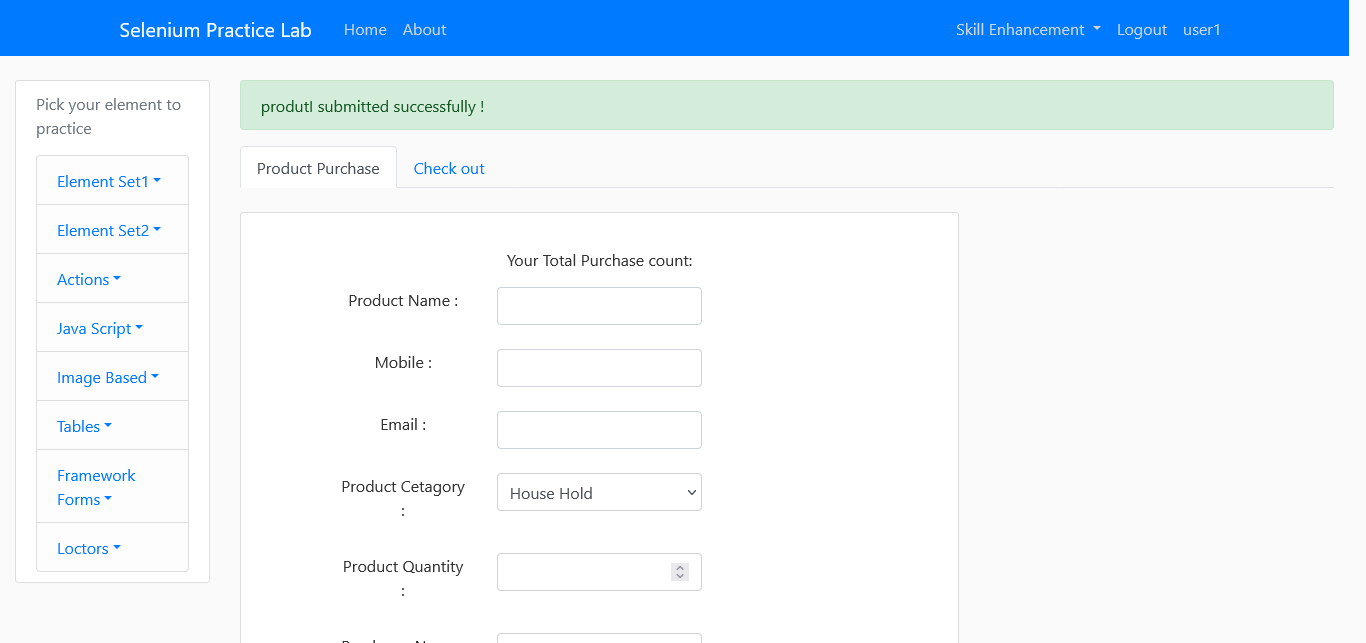 Selenium Practice Lab Home About Skill Enhancement Logout user1
Pick your element to
practice
Element Set1
Element Set2
Actions
Java Script
Image Based
Tables
Framework
Forms
Loctors
produtl submitted successfully !
Product Purchase Check out
Your Total Purchase count:
Product Name :
Mobile :
Email :
Product Cetagory
:
House Hold
Product Quantity
: